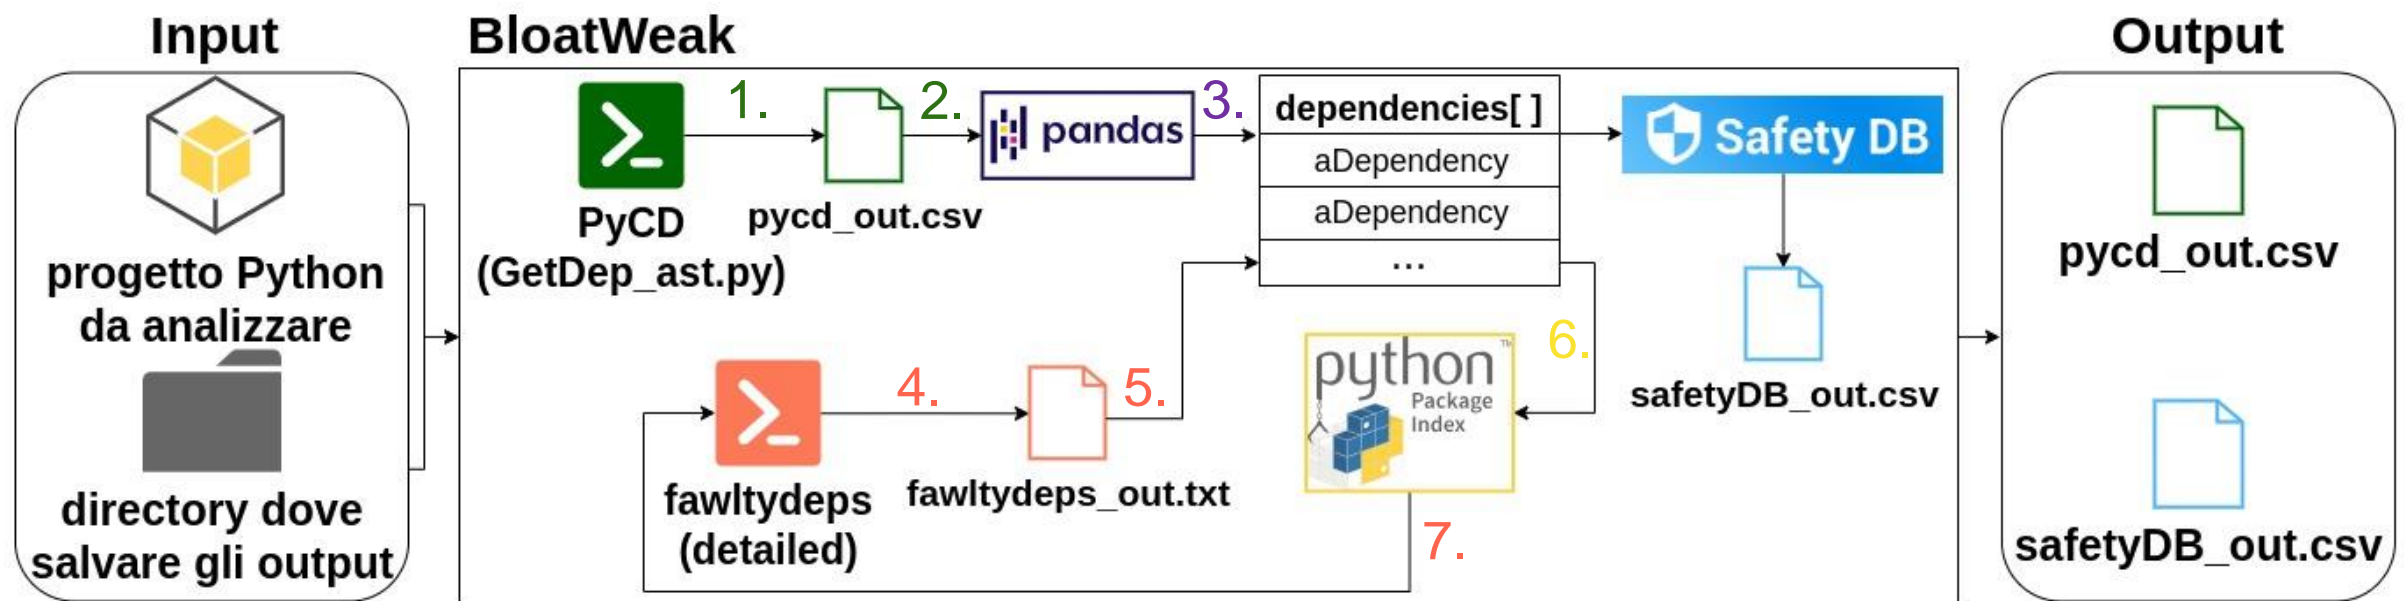 Input
progetto Python
da analizzare
directory dove
salvare gli output
BloatWeak
PyCD
(GetDep_ast.py)
1.
pycd_out.csv
2.
pandas
3.
dependencies[ ]
aDependency
aDependency
...
Safety DB
safetyDB_out.csv
fawltydeps
(detailed)
4.
fawltydeps_out.txt
5.
6.
python
TM
Package
Index
7.
Output
pycd_out.csv
safetyDB_out.csv